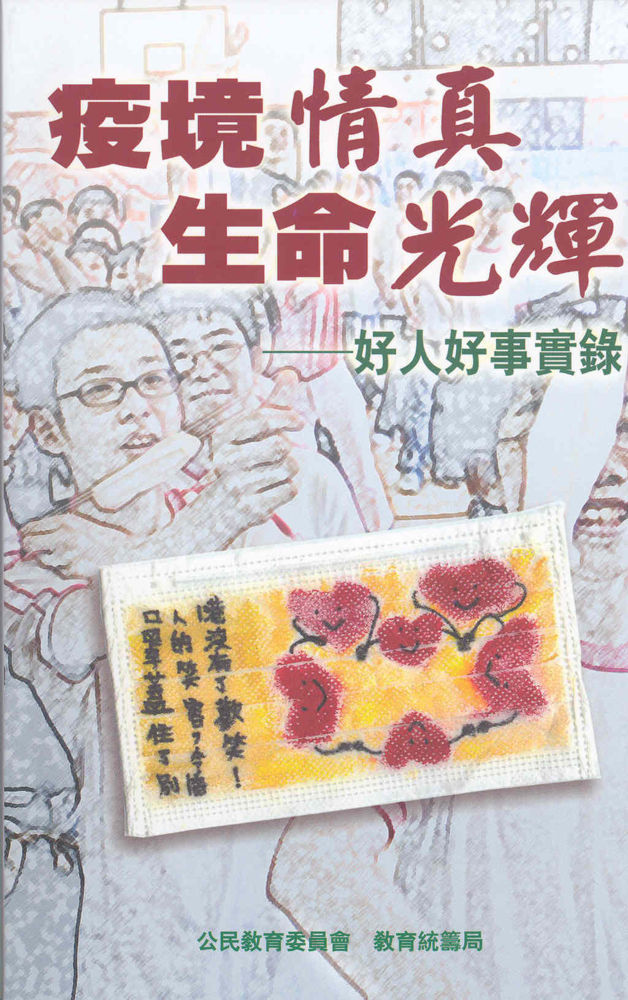 疫境情真
生命光輝
——好人好事實錄
口罩蓋住了別
人的笑容了令香
港沒有了歡笑！
公民教育委員會　教育統籌局